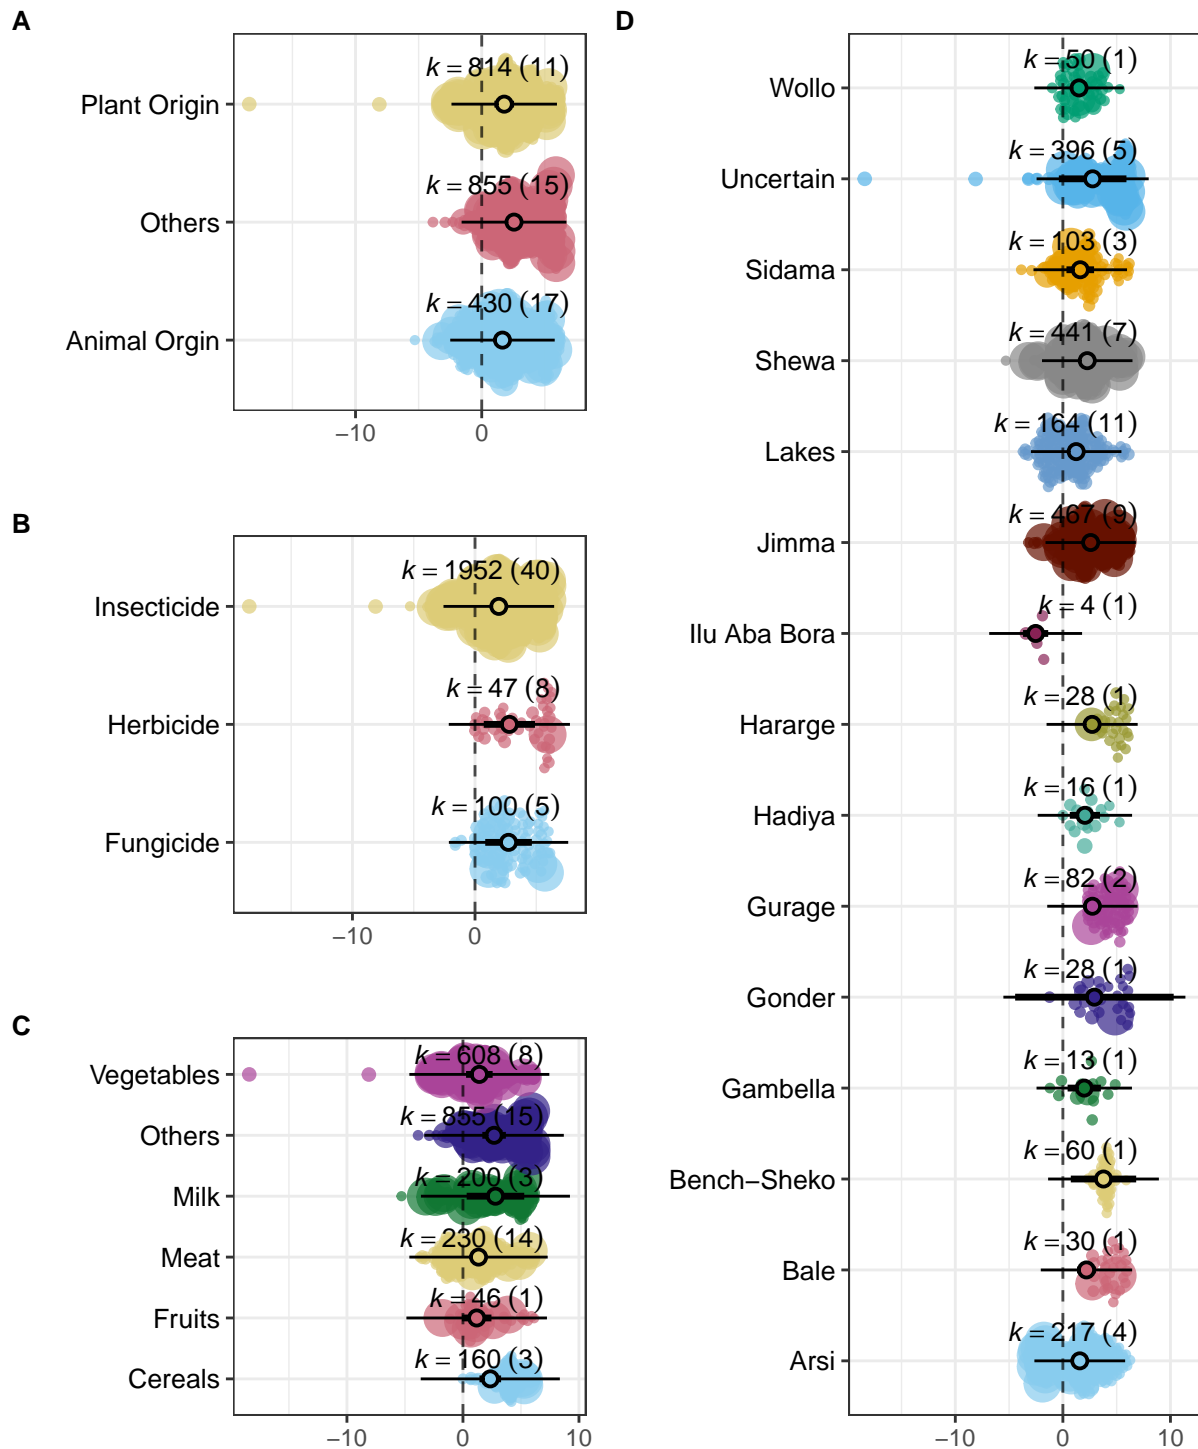 A
k = 814 (11)
Plant Origin
k = 855 (15)
Others
k = 430 (17)
Animal Orgin
−10 0
B
k = 1952 (40)
Insecticide
k = 47 (8)
Herbicide
k = 100 (5)
Fungicide
−10 0
C
k = 608 (8)
Vegetables
k = 855 (15)
Others
k = 200 (3)
Milk
k = 230 (14)
Meat
k = 46 (1)
Fruits
k = 160 (3)
Cereals
−10 0 10
D
k = 50 (1)
Wollo
k = 396 (5)
Uncertain
k = 103 (3)
Sidama
k = 441 (7)
Shewa
k = 164 (11)
Lakes
k = 467 (9)
Jimma
k = 4 (1)
Ilu Aba Bora
k = 28 (1)
Hararge
k = 16 (1)
Hadiya
k = 82 (2)
Gurage
k = 28 (1)
Gonder
k = 13 (1)
Gambella
k = 60 (1)
Bench−Sheko
k = 30 (1)
Bale
k = 217 (4)
Arsi
−10 0 10